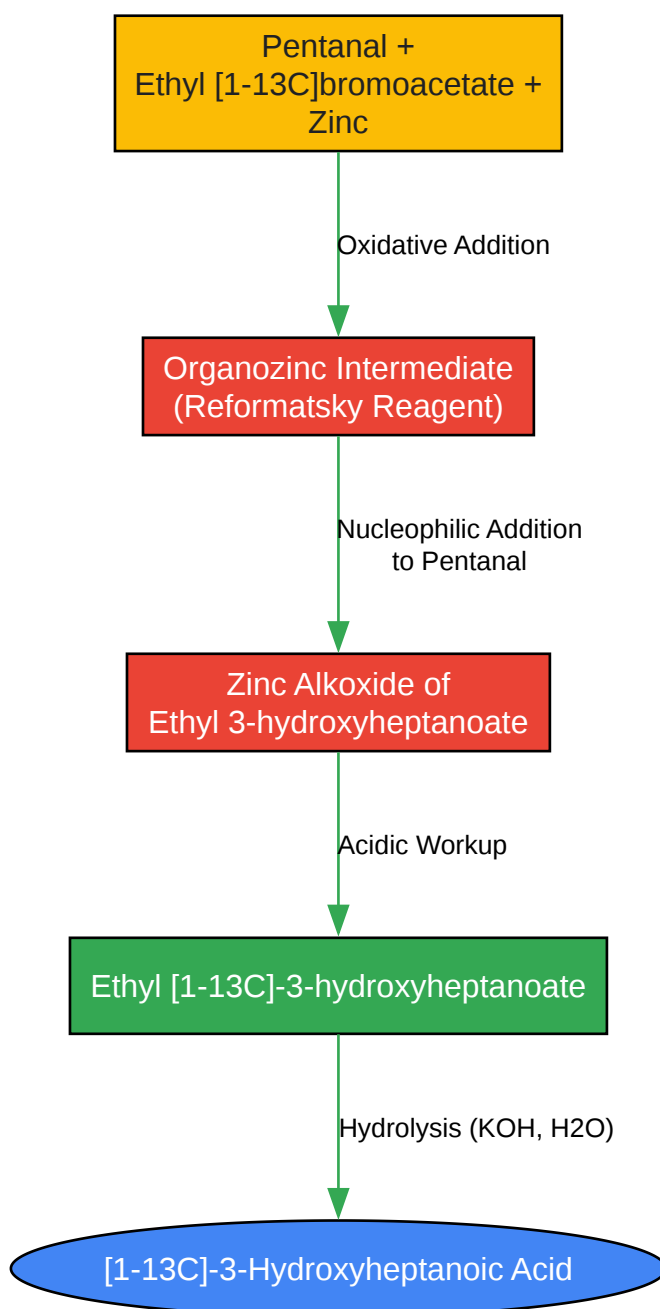 Pentanal +
Ethyl [1-13C]bromoacetate +
Zinc
Oxidative Addition
Organozinc Intermediate
(Reformatsky Reagent)
Nucleophilic Addition
to Pentanal
Zinc Alkoxide of
Ethyl 3-hydroxyheptanoate
Acidic Workup
Ethyl [1-13C]-3-hydroxyheptanoate
Hydrolysis (KOH, H2O)
[1-13C]-3-Hydroxyheptanoic Acid